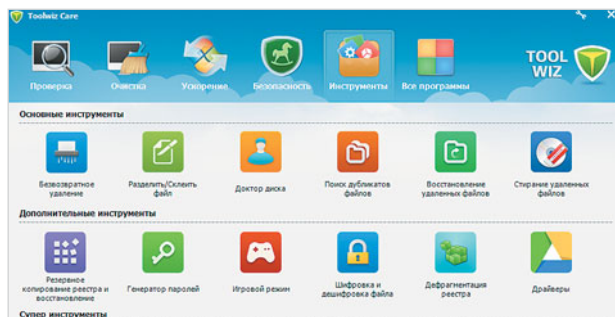 Toolwiz Care
Проверка
Очистка
Ускорение
Безопасность
Инструменты
Все программы
TOOL
WIZ
Основные инструменты
Безвозвратное
удаление
Разделить/Склеить
файл
Доктор диска
Поиск дубликатов
файлов
Восстановление
удаленных файлов
Стирание удаленных
файлов
Дополнительные инструменты
Резервное
копирование реестра и
восстановление
Генератор паролей
Игровой режим
Шифровка и
дешифровка файла
Дефрагментация
реестра
Драйверы
Супер инструменты